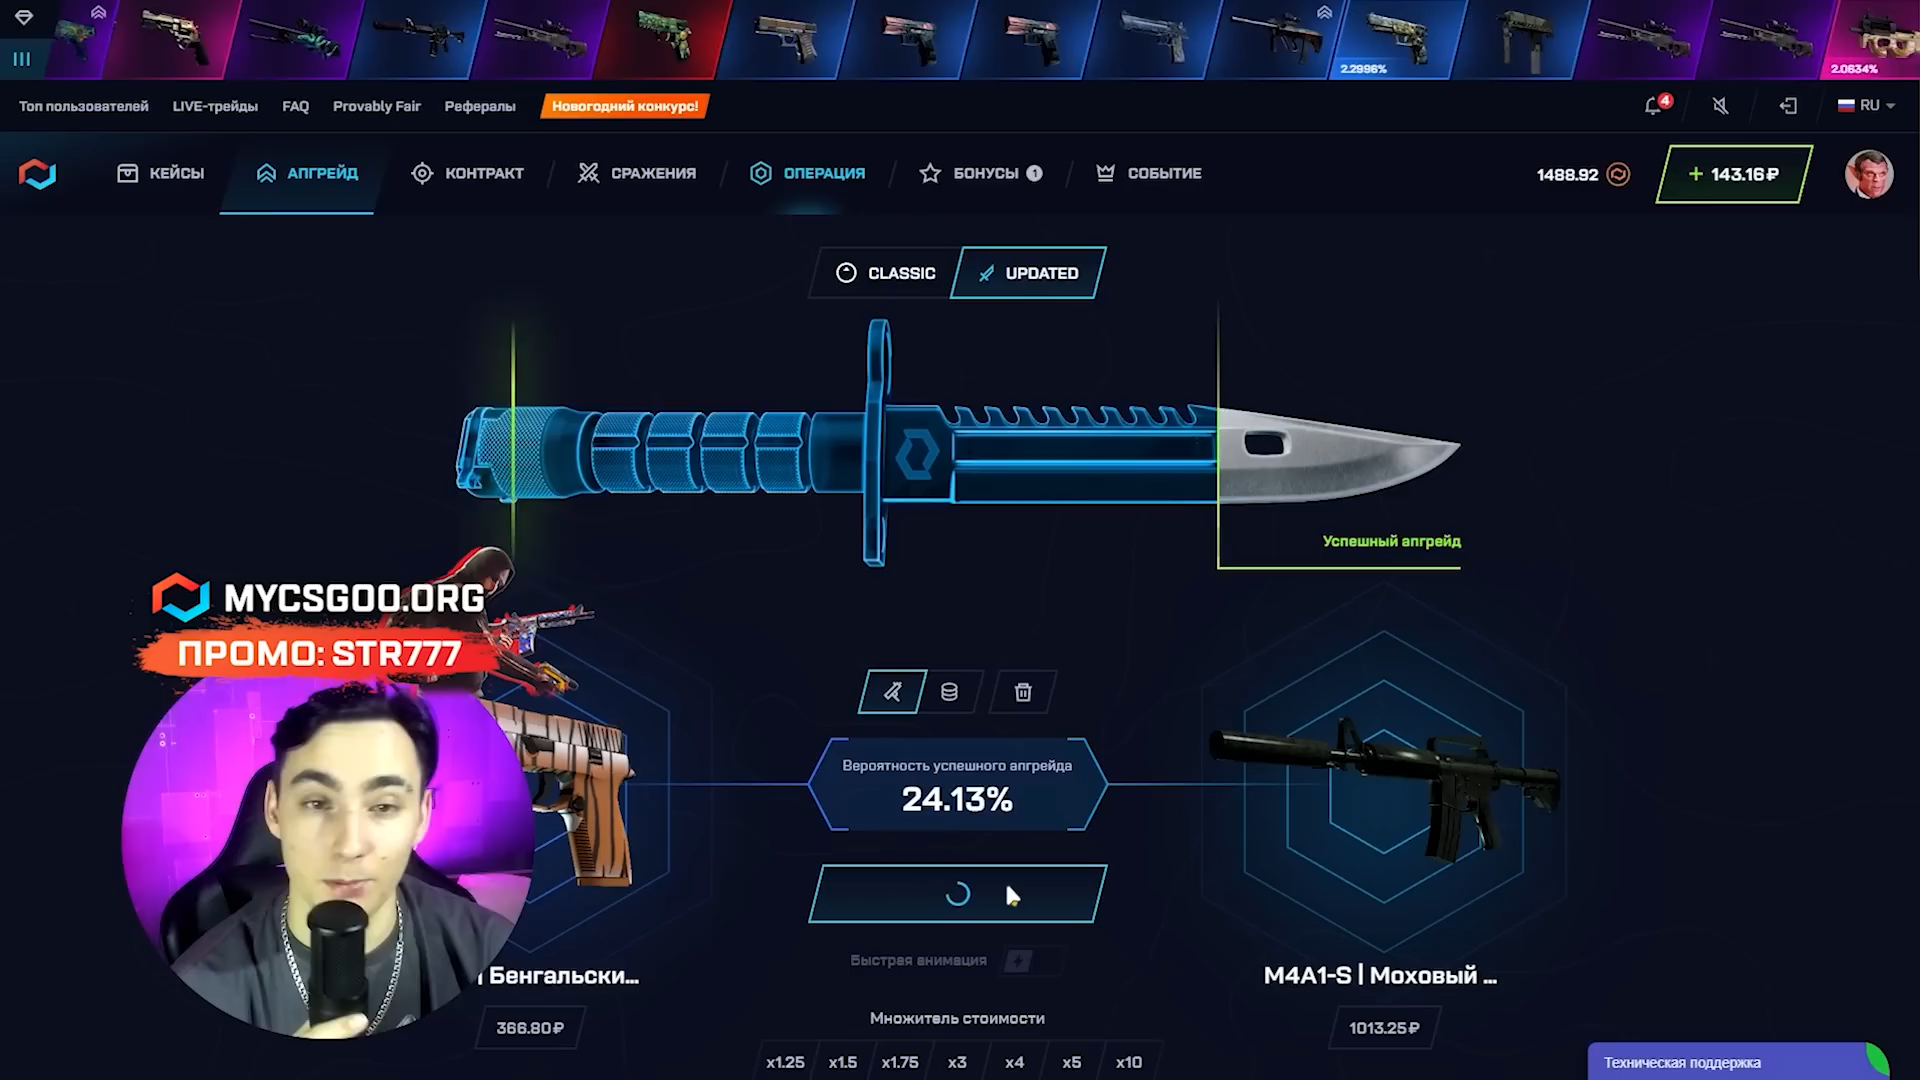 2.2996%
2.0634%
Топ пользователей
LIVE-трейды
FAQ
Provably Fair
Рефералы
Новогодний конкурс!
4
RU
КЕЙСЫ
АПГРЕЙД
КОНТРАКТ
СРАЖЕНИЯ
ОПЕРАЦИЯ
БОНУСЫ 1
СОБЫТИЕ
1488.92
+ 143.16₽
CLASSIC
UPDATED
Успешный апгрейд
MYCSGOO.ORG
ПРОМО: STR777
Вероятность успешного апгрейда
24.13%
Быстрая анимация
| Бенгальски...
366.80₽
M4A1-S | Моховый ...
1013.25₽
Множитель стоимости
x1.25 x1.5 x1.75 x3 x4 x5 x10
Техническая поддержка